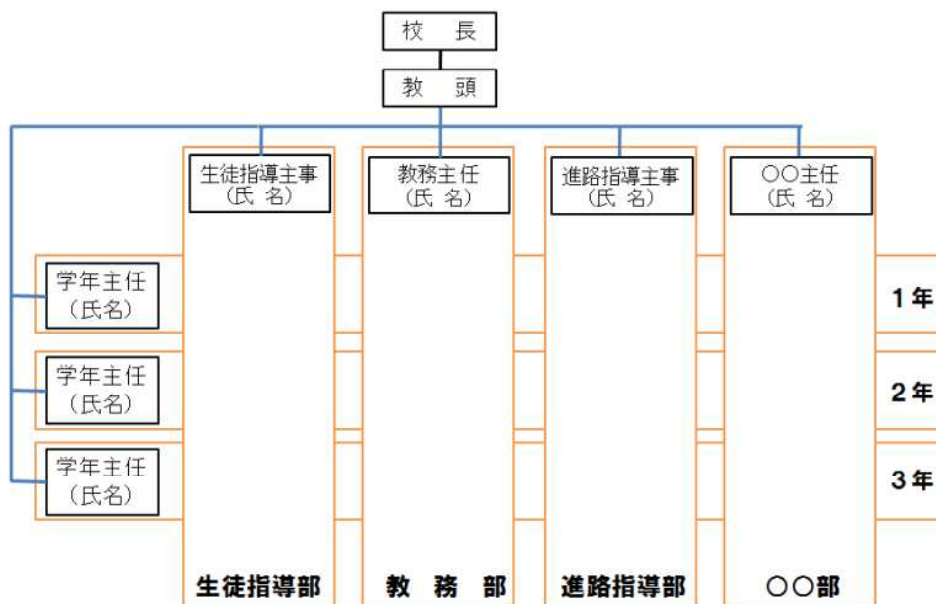 校　長
教　頭
生徒指導主事
(氏 名)
教務主任
(氏 名)
進路指導主事
(氏 名)
〇〇主任
(氏 名)
学年主任
(氏名)
1年
学年主任
(氏名)
2年
学年主任
(氏名)
3年
生徒指導部
教　務　部
進路指導部
〇〇部